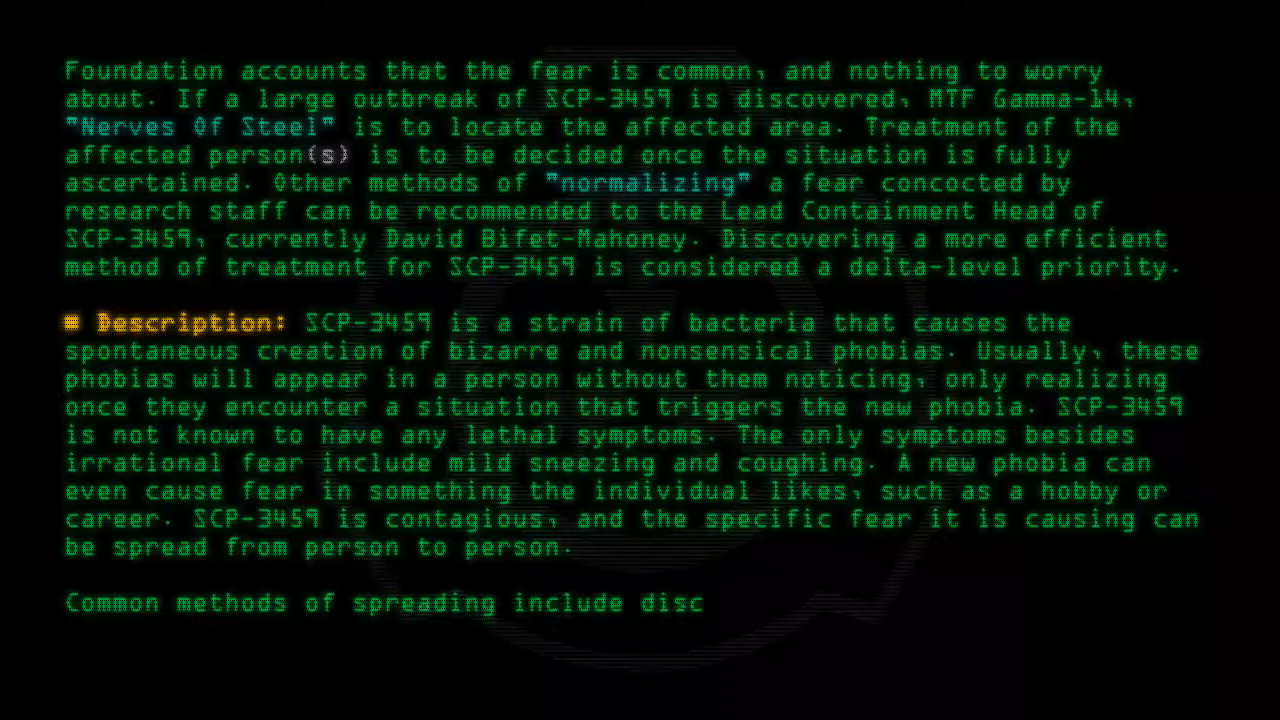 Foundation accounts that the fear is common, and nothing to worry
about. If a large outbreak of SCP-3459 is discovered, MTF Gamma-14,
"Nerves Of Steel" is to locate the affected area. Treatment of the
affected person(s) is to be decided once the situation is fully
ascertained. Other methods of "normalizing" a fear concocted by
research staff can be recommended to the Lead Containment Head of
SCP-3459, currently David Bifet-Mahoney. Discovering a more efficient
method of treatment for SCP-3459 is considered a delta-level priority.
■ Description: SCP-3459 is a strain of bacteria that causes the
spontaneous creation of bizarre and nonsensical phobias. Usually, these
phobias will appear in a person without them noticing, only realizing
once they encounter a situation that triggers the new phobia. SCP-3459
is not known to have any lethal symptoms. The only symptoms besides
irrational fear include mild sneezing and coughing. A new phobia can
even cause fear in something the individual likes, such as a hobby or
career. SCP-3459 is contagious, and the specific fear it is causing can
be spread from person to person.
Common methods of spreading include disc